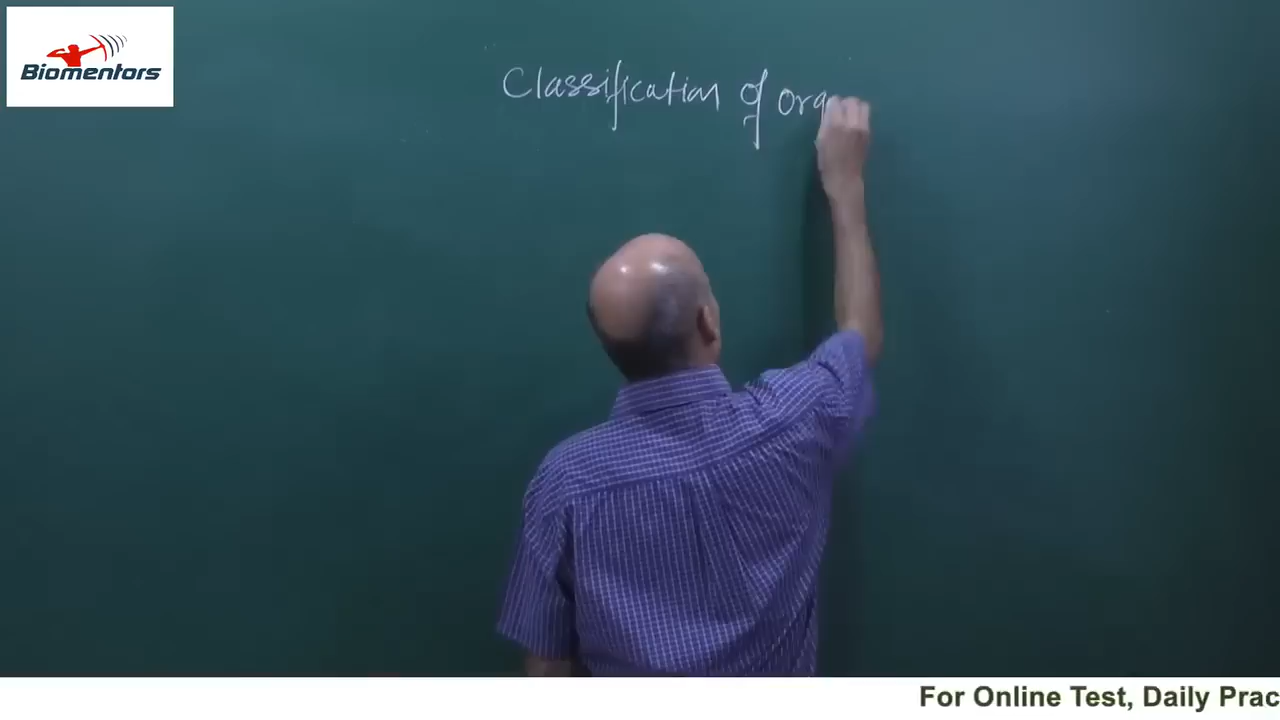 Biomentors
Classification of org
For Online Test, Daily Prac